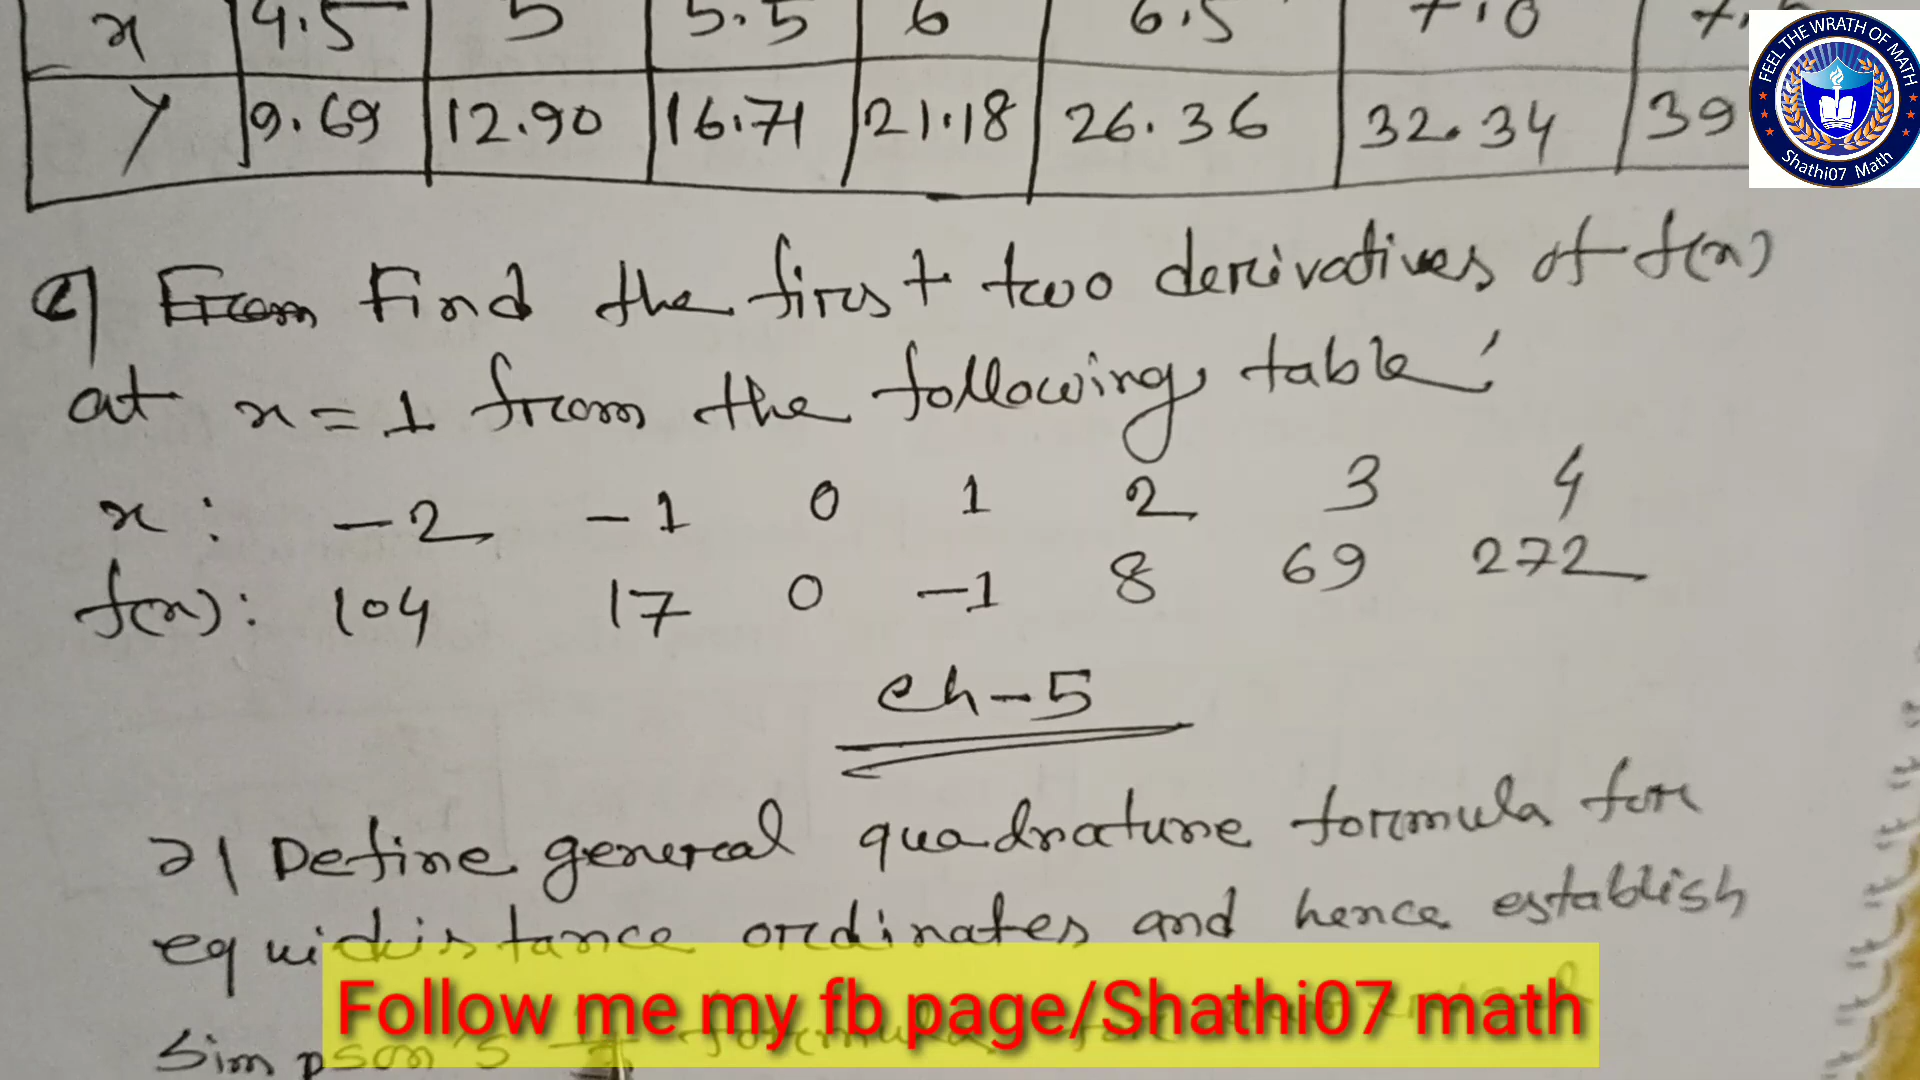 x 4.5 5 5.5 6 6.5 7.0
y 9.69 12.90 16.71 21.18 26.36 32.34 39
FEEL THE WRATH OF MATH
Shathi07 Math
c) From Find the first two derivatives of f(x)
at x = 1 from the following table:
x: -2 -1 0 1 2 3 4
f(x): 104 17 0 -1 8 69 272
ch-5
a) Define general quadrature formula for
equidistance ordinates and hence establish
Simpson's formula
Follow me my fb page/Shathi07 math